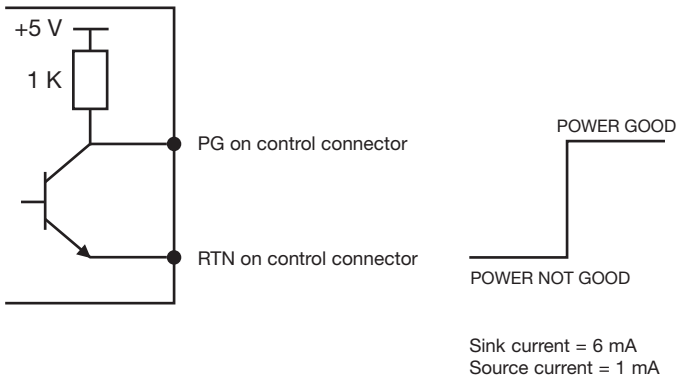 +5 V
1 K
PG on control connector
RTN on control connector
POWER GOOD
POWER NOT GOOD
Sink current = 6 mA
Source current = 1 mA